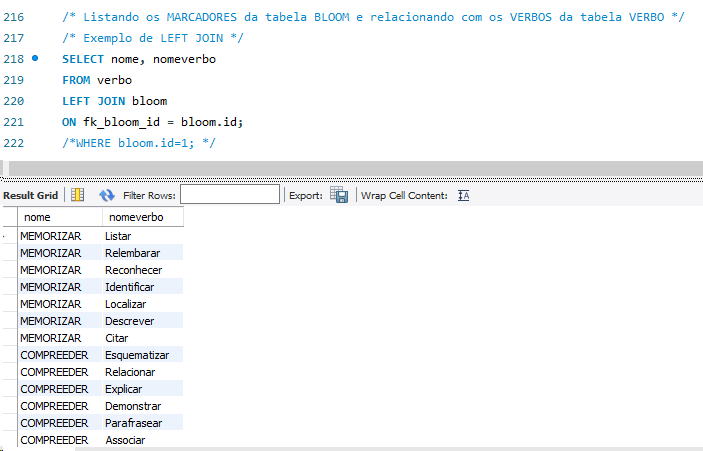 216 /* Listando os MARCADORES da tabela BLOOM e relacionando com os VERBOS da tabela VERBO */
217 /* Exemplo de LEFT JOIN */
218 SELECT nome, nomeverbo
219 FROM verbo
220 LEFT JOIN bloom
221 ON fk_bloom_id = bloom.id;
222 /*WHERE bloom.id=1; */
Result Grid Filter Rows: Export: Wrap Cell Content: IA
nome nomeverbo
MEMORIZAR Listar
MEMORIZAR Relembarar
MEMORIZAR Reconhecer
MEMORIZAR Identificar
MEMORIZAR Localizar
MEMORIZAR Descrever
MEMORIZAR Citar
COMPREEDER Esquematizar
COMPREEDER Relacionar
COMPREEDER Explicar
COMPREEDER Demonstrar
COMPREEDER Parafrasear
COMPREEDER Associar